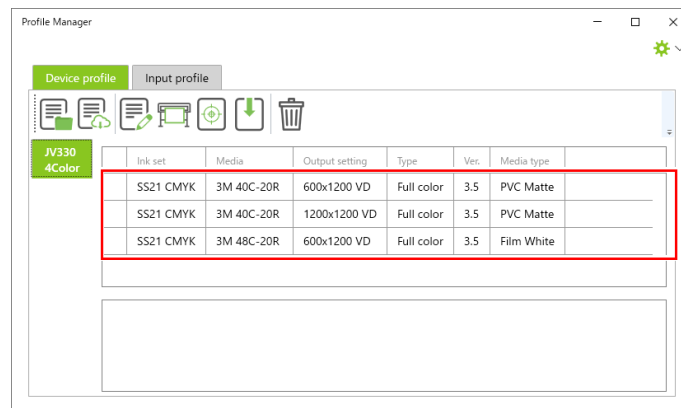 Profile Manager
Device profile Input profile
JV330
4Color
Ink set Media Output setting Type Ver. Media type
SS21 CMYK 3M 40C-20R 600x1200 VD Full color 3.5 PVC Matte
SS21 CMYK 3M 40C-20R 1200x1200 VD Full color 3.5 PVC Matte
SS21 CMYK 3M 48C-20R 600x1200 VD Full color 3.5 Film White